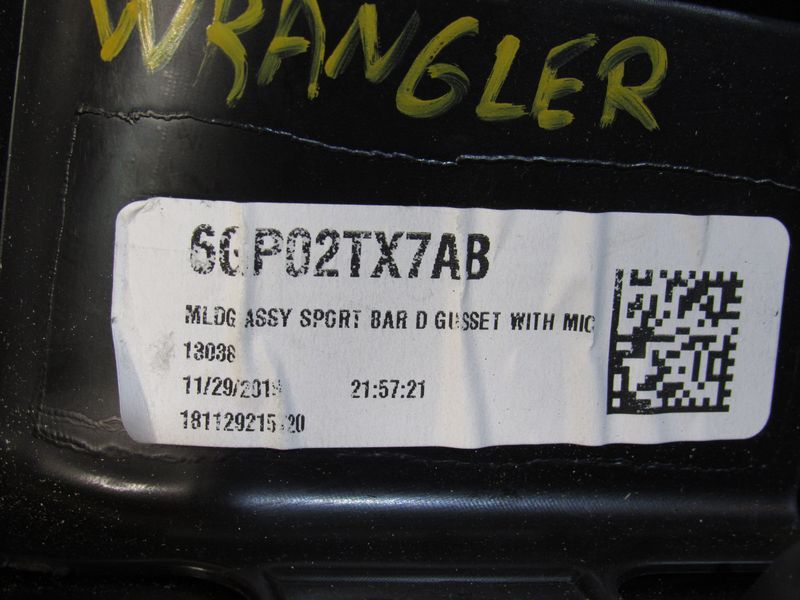 WRANGLER
6GP02TX7AB
MLDG ASSY SPORT BAR D GUSSET WITH MIC
21:57:21